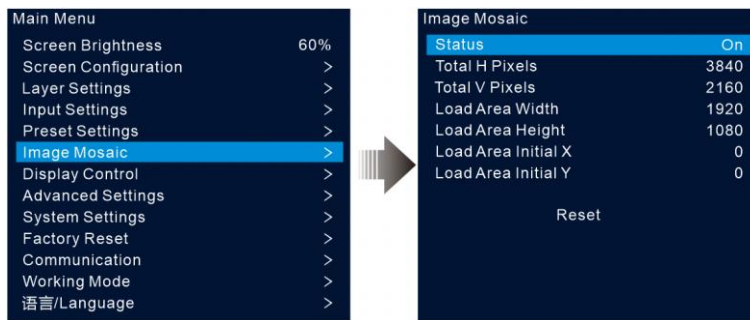 Main Menu
Screen Brightness 60%
Screen Configuration >
Layer Settings >
Input Settings >
Preset Settings >
Image Mosaic >
Display Control >
Advanced Settings >
System Settings >
Factory Reset >
Communication >
Working Mode >
语言/Language >
Image Mosaic
Status On
Total H Pixels 3840
Total V Pixels 2160
Load Area Width 1920
Load Area Height 1080
Load Area Initial X 0
Load Area Initial Y 0
Reset